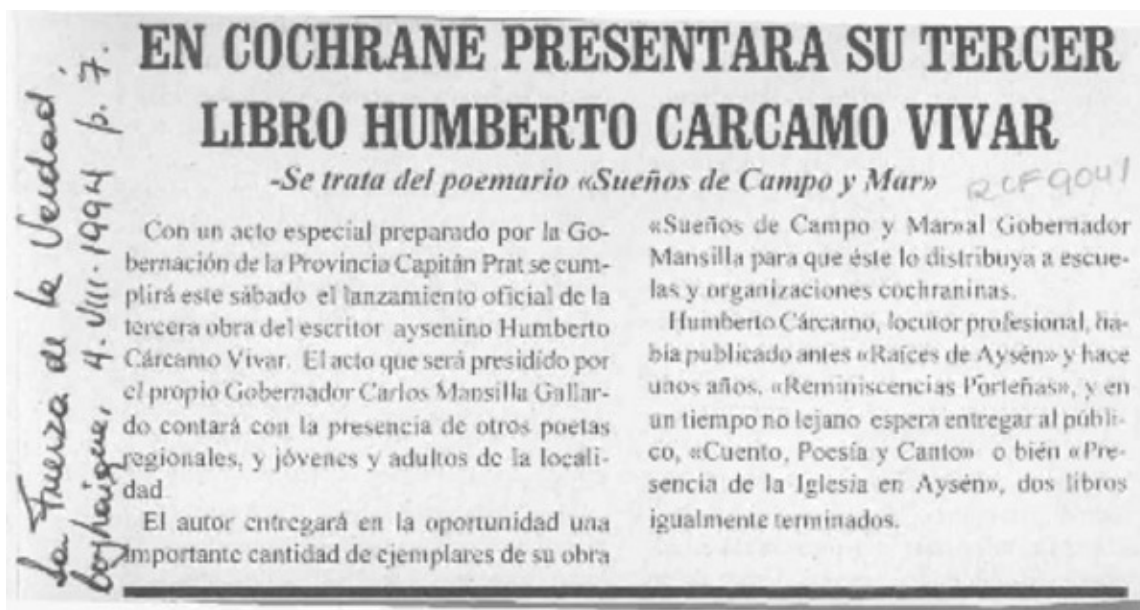 EN COCHRANE PRESENTARA SU TERCER
LIBRO HUMBERTO CARCAMO VIVAR
-Se trata del poemario «Sueños de Campo y Mar»
RCF9041
Con un acto especial preparado por la Go-
bernación de la Provincia Capitán Prat se cum-
plirá este sábado el lanzamiento oficial de la
tercera obra del escritor aysenino Humberto
Cárcamo Vivar. El acto que será presidido por
el propio Gobernador Carlos Mansilla Gallar-
do contará con la presencia de otros poetas
regionales, y jóvenes y adultos de la locali-
dad.
El autor entregará en la oportunidad una
importante cantidad de ejemplares de su obra
«Sueños de Campo y Mar»al Gobernador
Mansilla para que éste lo distribuya a escue-
las y organizaciones cochraninas.
Humberto Cárcamo, locutor profesional, ha-
bía publicado antes «Raíces de Aysén» y hace
unos años, «Reminiscencias Porteñas», y en
un tiempo no lejano espera entregar al públi-
co, «Cuento, Poesía y Canto» o bién «Pre-
sencia de la Iglesia en Aysén», dos libros
igualmente terminados.
La Fuerza de la Verdad,
Coyhaique, 4.VIII.1994 p. 7.